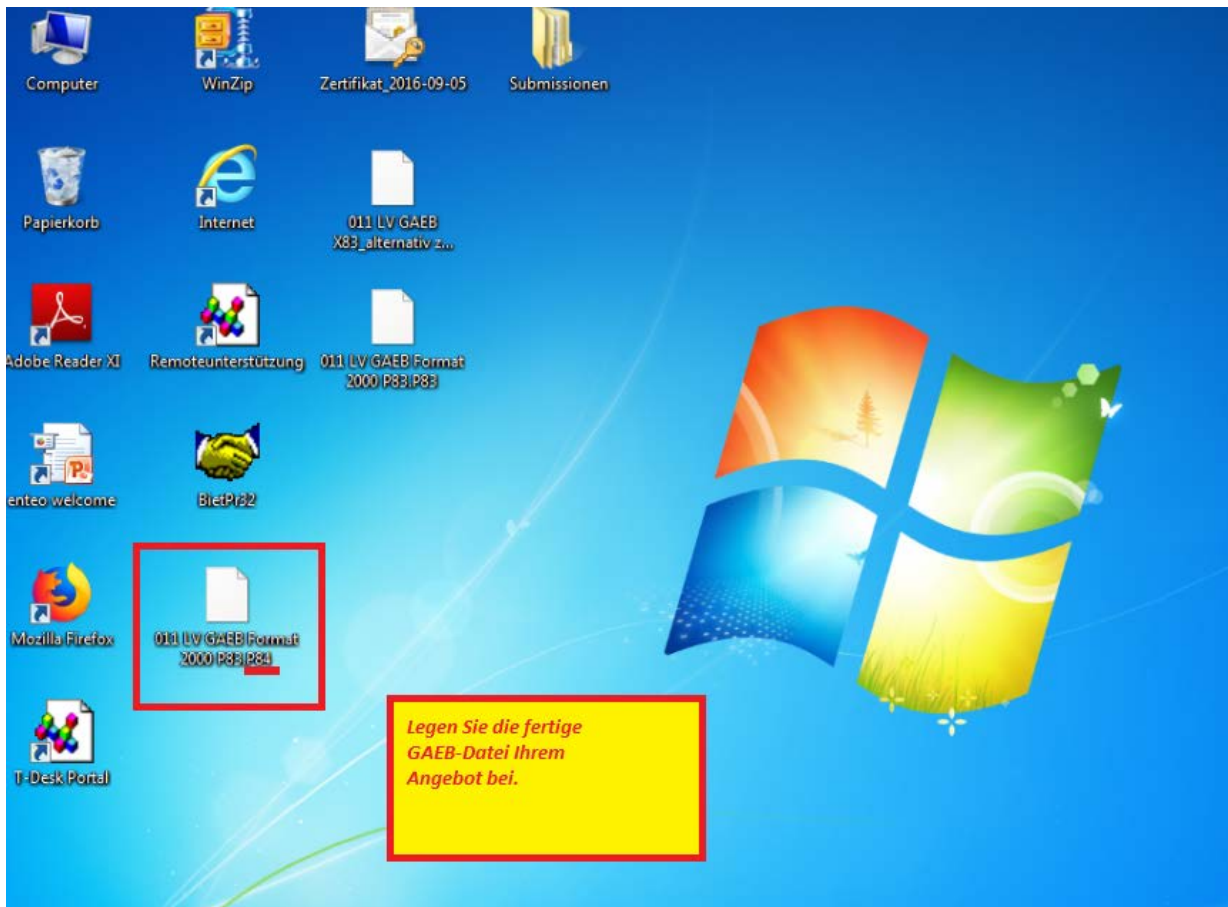 Computer
WinZip
Zertifikat_2016-09-05
Submissionen
Papierkorb
Internet
011 LV GAEB
X83_alternativ z...
Adobe Reader XI
Remoteunterstützung
011 LV GAEB Format
2000 P83.P83
enteo welcome
BietPr32
Mozilla Firefox
011 LV GAEB Format
2000 P83.P84
T-Desk Portal
Legen Sie die fertige
GAEB-Datei Ihrem
Angebot bei.